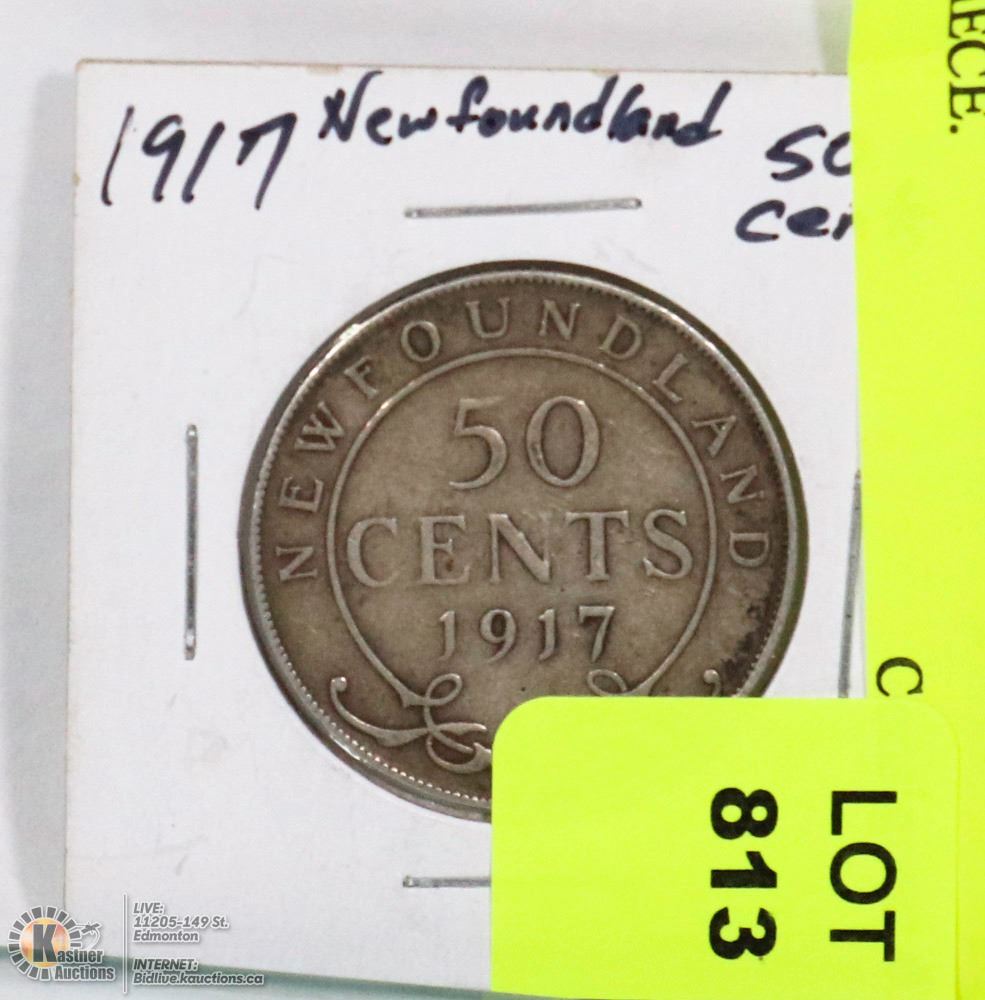 1917 Newfoundland 50
NEWFOUNDLAND
50
CENTS
1917
LOT
813
LIVE:
11205-149 St.
Edmonton
INTERNET:
Bidlive.kauctions.ca
Kastner
Auctions